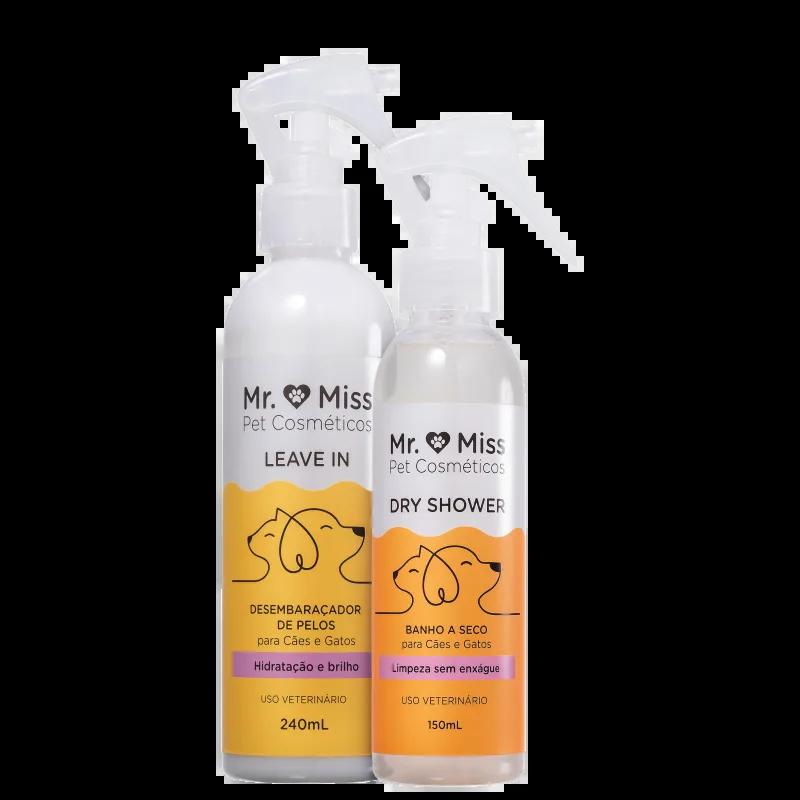 Mr. Miss
Pet Cosméticos
LEAVE IN
DESEMBARAÇADOR
DE PELOS
para Cães e Gatos
Hidratação e brilho
USO VETERINÁRIO
240mL
Mr. Miss
Pet Cosméticos
DRY SHOWER
BANHO A SECO
para Cães e Gatos
Limpeza sem enxágue
USO VETERINÁRIO
150mL